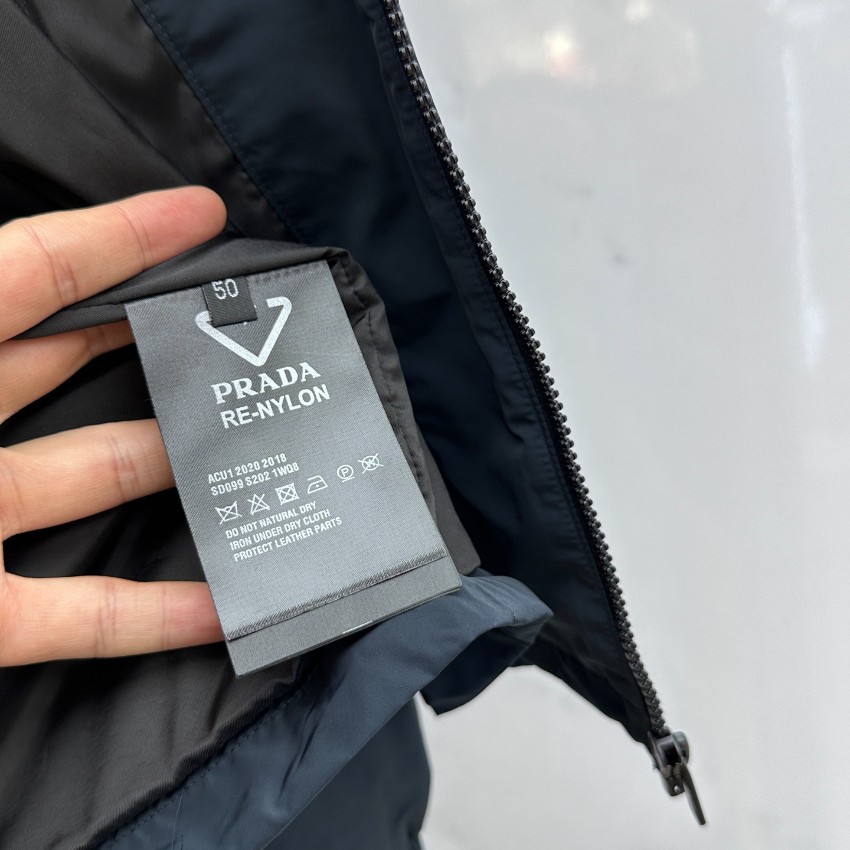 50
PRADA
RE-NYLON
ACU1 2020 2018
SD099 S202 1WQ8
DO NOT NATURAL DRY
IRON UNDER DRY CLOTH
PROTECT LEATHER PARTS